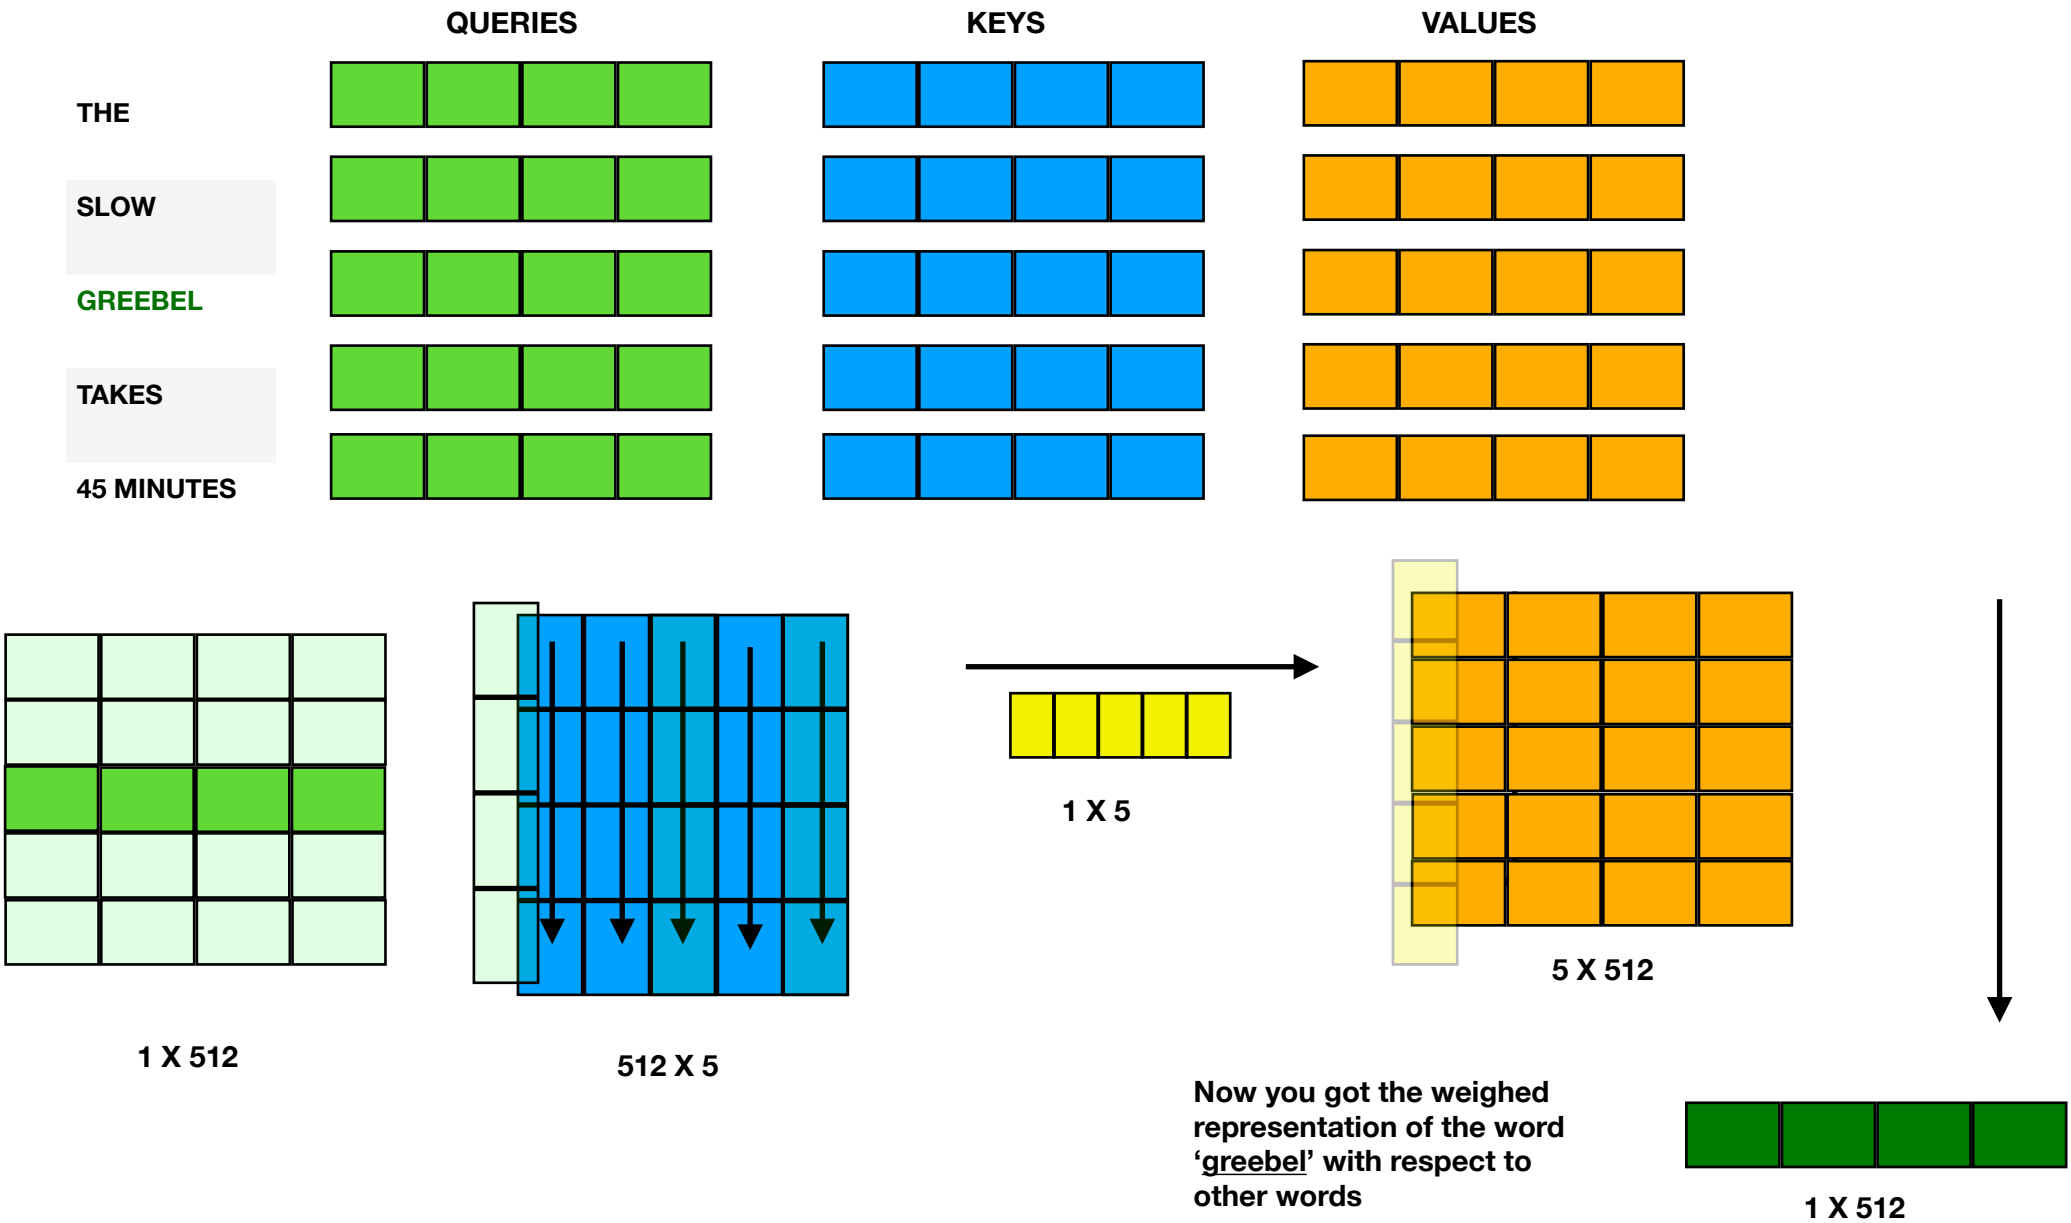 QUERIES KEYS VALUES
THE
SLOW
GREEBEL
TAKES
45 MINUTES
1 X 5
5 X 512
1 X 512
512 X 5
Now you got the weighed
representation of the word
‘greebel’ with respect to
other words
1 X 512